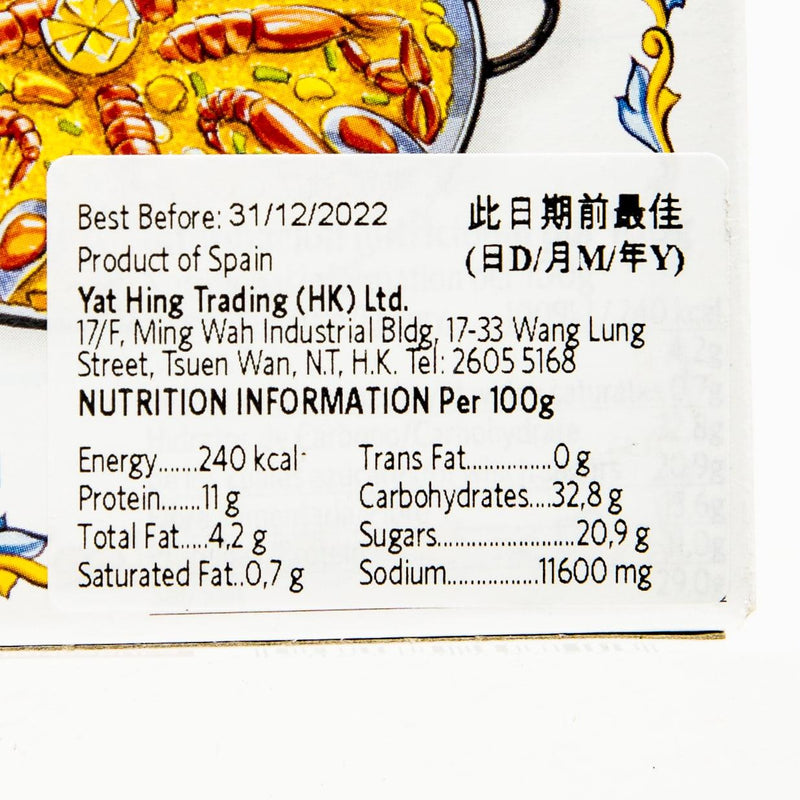 Best Before: 31/12/2022 此日期前最佳
Product of Spain (日D/月M/年Y)
Yat Hing Trading (HK) Ltd.
17/F, Ming Wah Industrial Bldg, 17-33 Wang Lung
Street, Tsuen Wan, N.T, H.K. Tel: 2605 5168
NUTRITION INFORMATION Per 100g
Energy.......240 kcal Trans Fat..............0 g
Protein.......11 g Carbohydrates....32,8 g
Total Fat.....4,2 g Sugars........................20,9 g
Saturated Fat..0,7 g Sodium................11600 mg